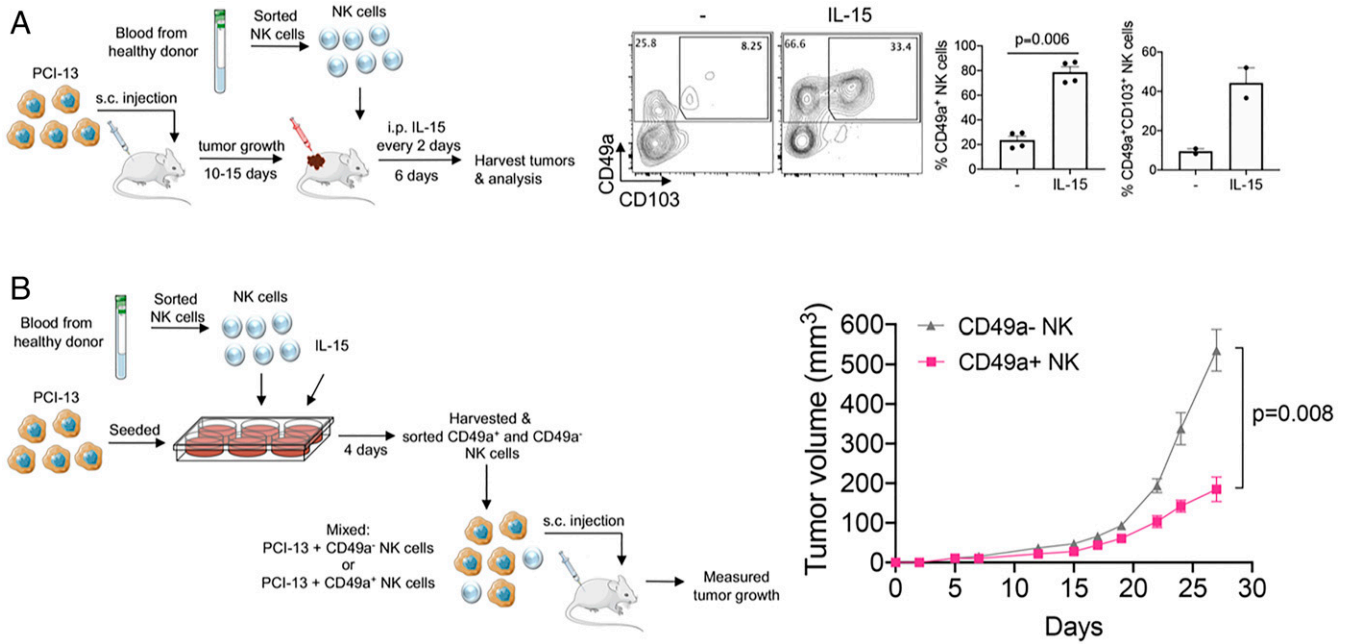 A
Blood from
healthy donor
Sorted
NK cells
NK cells
PCI-13
s.c. injection
tumor growth
10-15 days
i.p. IL-15
every 2 days
6 days
Harvest tumors
& analysis
-
IL-15
25.8
8.25
66.6
33.4
CD49a
CD103
% CD49a⁺ NK cells
100
80
60
40
20
0
p=0.006
-
IL-15
% CD49a⁺CD103⁺ NK cells
60
40
20
0
-
IL-15
B
Blood from
healthy donor
Sorted
NK cells
NK cells
IL-15
PCI-13
Seeded
4 days
Harvested &
sorted CD49a⁺ and CD49a⁻
NK cells
Mixed:
PCI-13 + CD49a⁻ NK cells
or
PCI-13 + CD49a⁺ NK cells
s.c. injection
Measured
tumor growth
Tumor volume (mm³)
600
500
400
300
200
100
0
CD49a- NK
CD49a+ NK
p=0.008
0 5 10 15 20 25 30
Days